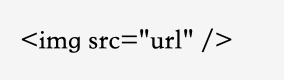 <img src="url" />